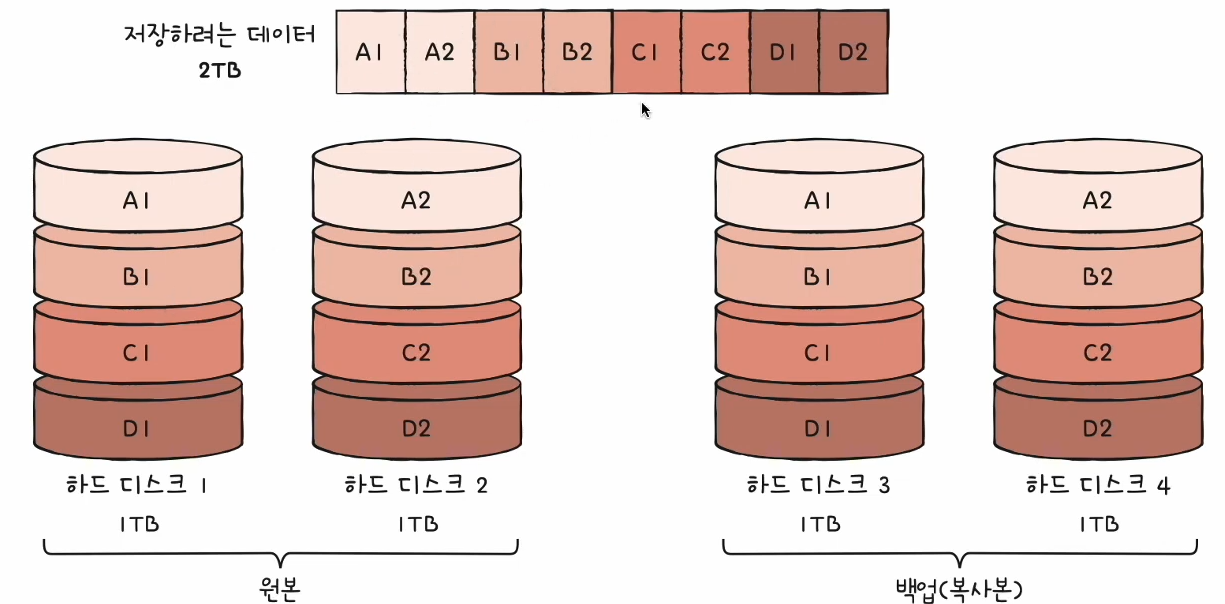 저장하려는 데이터
2TB
A1 A2 B1 B2 C1 C2 D1 D2
A1 A2 A1 A2
B1 B2 B1 B2
C1 C2 C1 C2
D1 D2 D1 D2
하드 디스크 1 하드 디스크 2 하드 디스크 3 하드 디스크 4
1TB 1TB 1TB 1TB
원본 백업(복사본)